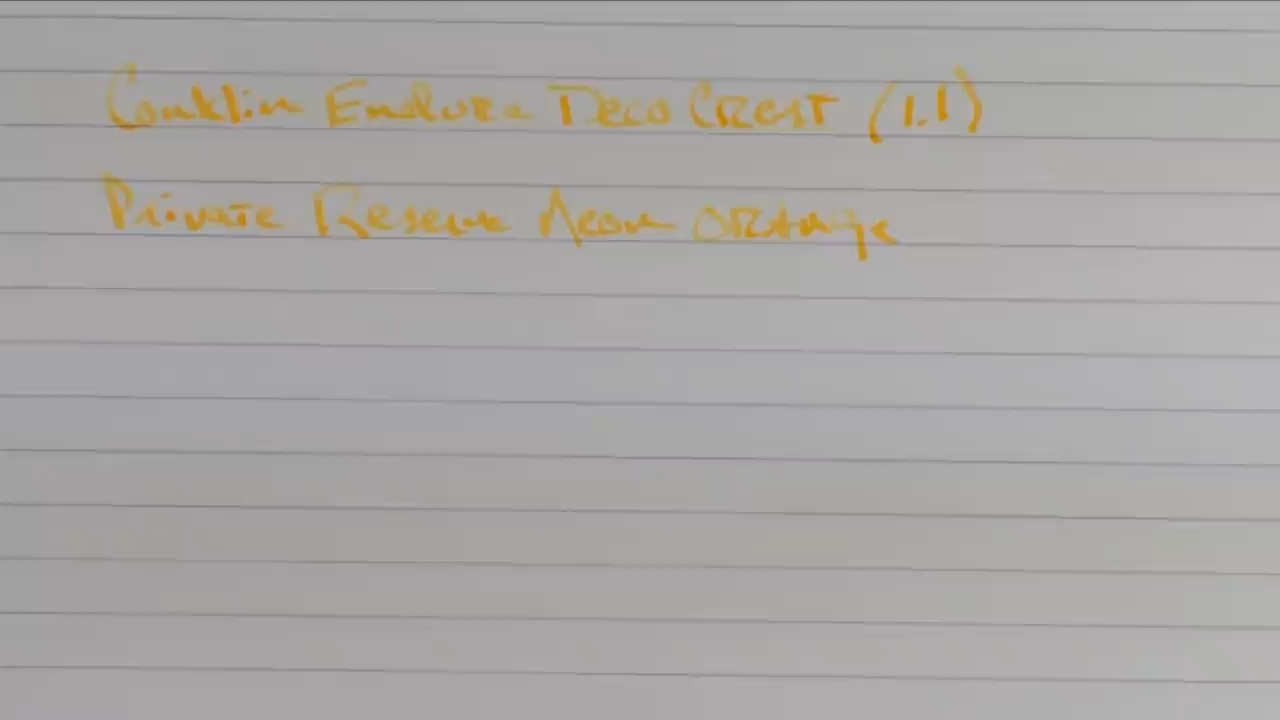 Conklin Endura Deco Crest (1.1)
Private Reserve Neon Orange